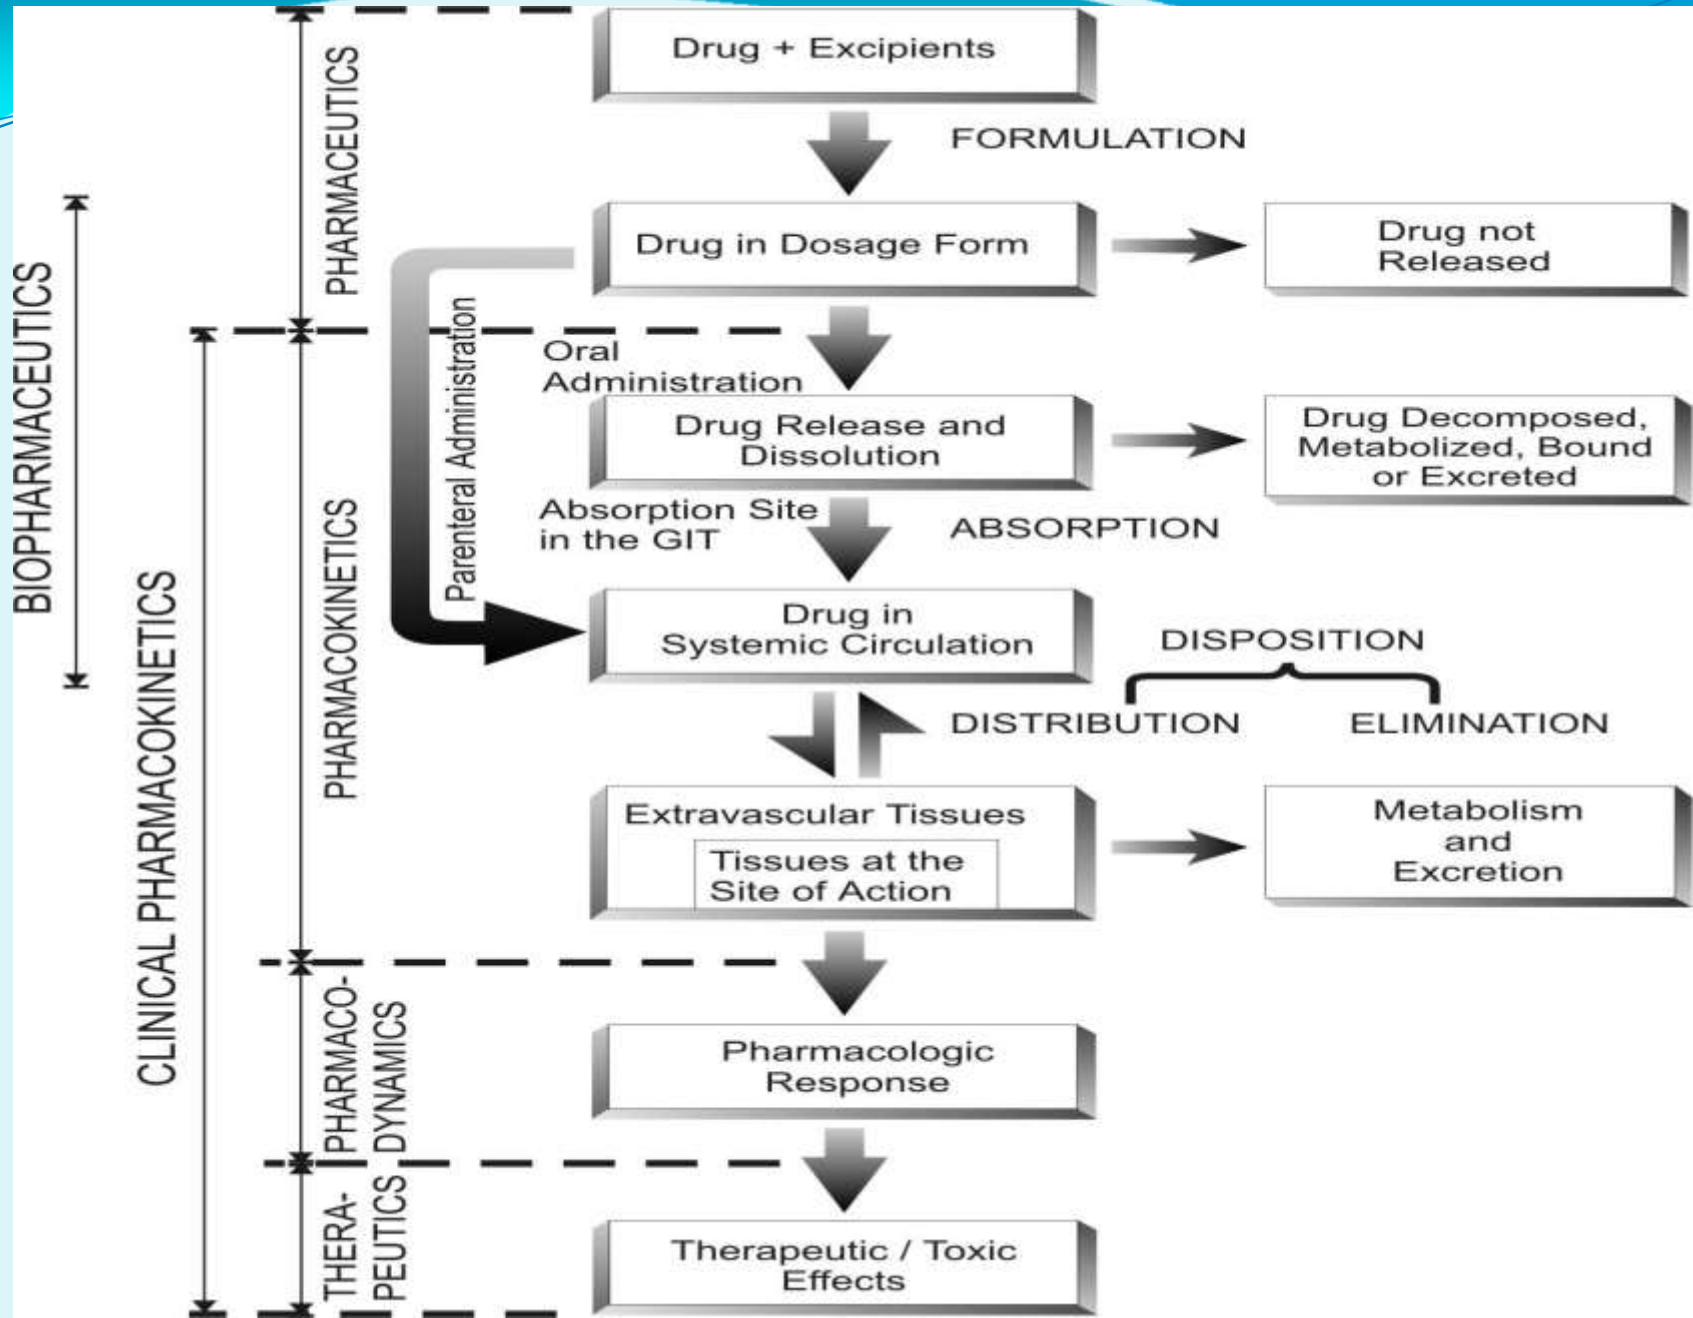 Drug + Excipients
FORMULATION
Drug in Dosage Form
Drug not
Released
Oral
Administration
Drug Release and
Dissolution
Drug Decomposed,
Metabolized, Bound
or Excreted
Absorption Site
in the GIT
ABSORPTION
Drug in
Systemic Circulation
DISPOSITION
DISTRIBUTION
ELIMINATION
Extravascular Tissues
Tissues at the
Site of Action
Metabolism
and
Excretion
Pharmacologic
Response
Therapeutic / Toxic
Effects
BIOPHARMACEUTICS
CLINICAL PHARMACOKINETICS
PHARMACEUTICS
PHARMACOKINETICS
PHARMACO-
DYNAMICS
THERA-
PEUTICS
Parenteral Administration